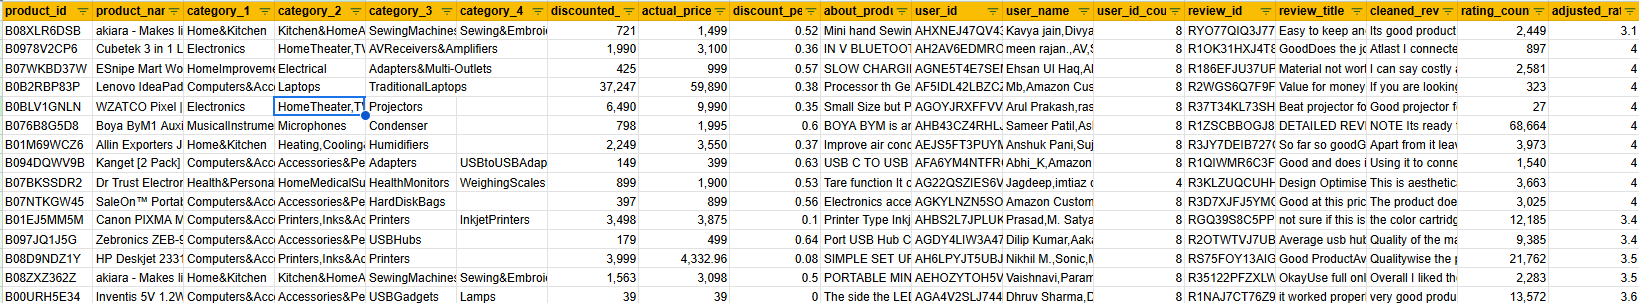 product_id product_nar category_1 category_2 category_3 category_4 discounted_ actual_price discount_pe about_produ user_id user_name user_id_cou review_id review_title cleaned_rev rating_coun adjusted_rat
B08XLR6DSB akiara - Makes li Home&Kitchen Kitchen&HomeA SewingMachines Sewing&Embroi 721 1,499 0.52 Mini hand Sewin AHXNEJ47QV43 Kavya jain,Divya 8 RYO77QIQ3J77 Easy to keep an Its good product 2,449 3.1
B0978V2CP6 Cubetek 3 in 1 L Electronics HomeTheater,TV AVReceivers&Amplifiers 1,990 3,100 0.36 IN V BLUETOOT AH2AV6EDMRC meen rajan.,AV,S 8 R1OK31HXJ4T8 GoodDoes the jo Atlast I connecte 897 4
B07WKBD37W ESnipe Mart Wo HomeImproveme Electrical Adapters&Multi-Outlets 425 999 0.57 SLOW CHARGI AGNE5T4E7SEI Ehsan Ul Haq,Al 8 R186EFJU37UF Material not worl I can say costly a 2,581 4
B0B2RBP83P Lenovo IdeaPad Computers&Acc Laptops TraditionalLaptops 37,247 59,890 0.38 Processor th Ge AF5IDL42LBZCZ Mb,Amazon Cus 8 R2WGS6Q7F9F Value for money If you are looking 323 4
B0BLV1GNLN WZATCO Pixel | Electronics HomeTheater,TV Projectors 6,490 9,990 0.35 Small Size but P AGOYJRXFFVV Arul Prakash,ras 8 R37T34KL73SH Beat projector fo Good projector f 27 4
B076B8G5D8 Boya ByM1 Auxi MusicalInstrume Microphones Condenser 798 1,995 0.6 BOYA BYM is ar AHB43CZ4RHL Sameer Patil,As 8 R1ZSCBBOGJ8 DETAILED REV NOTE Its ready 68,664 4
B01M69WCZ6 Allin Exporters J Home&Kitchen Heating,Cooling Humidifiers 2,249 3,550 0.37 Improve air conc AEJS5FT3PUYM Anshuk Pani,Suj 8 R3JY7DEIB727 So far so goodG Apart from it leav 3,973 4
B094DQWV9B Kanget [2 Pack] Computers&Acc Accessories&Pe Adapters USBtoUSBAdap 149 399 0.63 USB C TO USB AFA6YM4NTFR Abhi_K,Amazon 8 R1QIWMR6C3F Good and does i Using it to conne 1,540 4
B07BKSSDR2 Dr Trust Electror Health&Persona HomeMedicalSu HealthMonitors WeighingScales 899 1,900 0.53 Tare function It c AG22QSZIES6V Jagdeep,imtiaz c 4 R3KLZUQCUHH Design Optimise This is aesthetic 3,663 4
B07NTKGW45 SaleOn™ Portab Computers&Acc Accessories&Pe HardDiskBags 397 899 0.56 Electronics acce AGKYLNZN5SO Amazon Custom 8 R3D7XJFJ5YM Good at this pric The product doe 3,025 4
B01EJ5MM5M Canon PIXMA M Computers&Acc Printers,Inks&Ac Printers InkjetPrinters 3,498 3,875 0.1 Printer Type Inkj AHBS2L7JPLUK Prasad,M. Satya 8 RGQ39S8C5PP not sure if this is the color cartridg 12,185 3.4
B097JQ1J5G Zebronics ZEB-9 Computers&Acc Accessories&Pe USBHubs 179 499 0.64 Port USB Hub C AGDY4LIW3A47 Dilip Kumar,Aaka 8 R2OTWTVJ7UB Average usb hub Quality of the ma 9,385 3.4
B08D9NDZ1Y HP Deskjet 2331 Computers&Acc Printers,Inks&Ac Printers 3,999 4,332.96 0.08 SIMPLE SET UF AH6LPYJT5UBJ Nikhil M.,Sonic,M 8 RS75FOY13AIG Good ProductAv Qualitywise the p 21,762 3.5
B08ZXZ362Z akiara - Makes li Home&Kitchen Kitchen&HomeA SewingMachines Sewing&Embroi 1,563 3,098 0.5 PORTABLE MIN AEHOZYTOH5V Vaishnavi,Param 8 R35122PFZXLW OkayUse full onl Overall I liked the 2,283 3.5
B00URH5E34 Inventis 5V 1.2W Computers&Acc Accessories&Pe USBGadgets Lamps 39 39 0 The side the LEI AGA4V2SLJ744 Dhruv Sharma,D 8 R1NAJ7CT76Z9 it worked proper very good produ 13,572 3.6